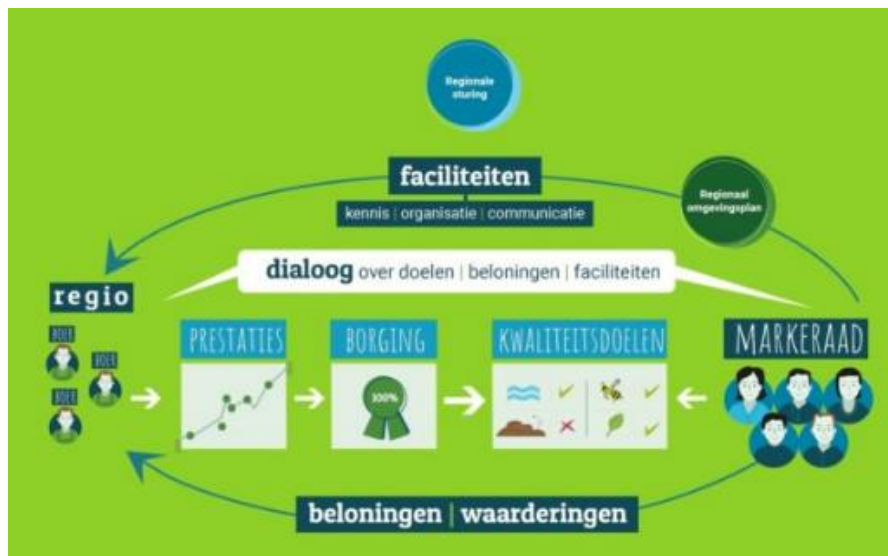 Regionale
sturing
faciliteiten
kennis | organisatie | communicatie
Regionaal
omgevingsplan
dialoog over doelen | beloningen | faciliteiten
regio
BOER
BOER
BOER
PRESTATIES
BORGING
KWALITEITSDOELEN
MARKERAAD
100%
beloningen | waarderingen